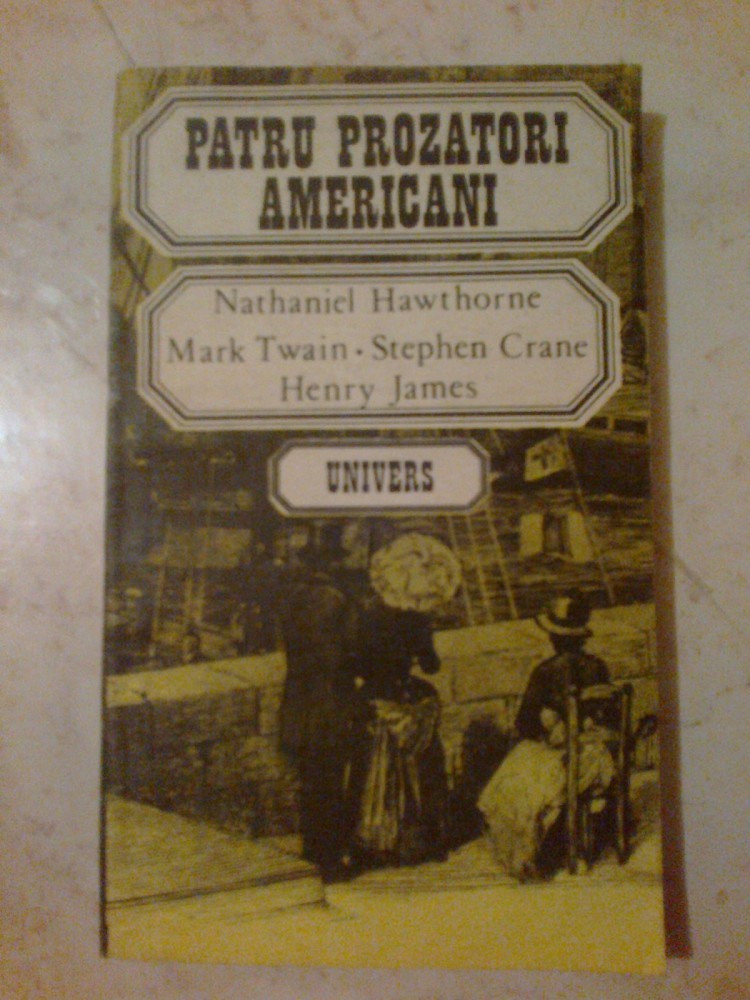 PATRU PROZATORI
AMERICANI
Nathaniel Hawthorne
Mark Twain • Stephen Crane
Henry James
UNIVERS